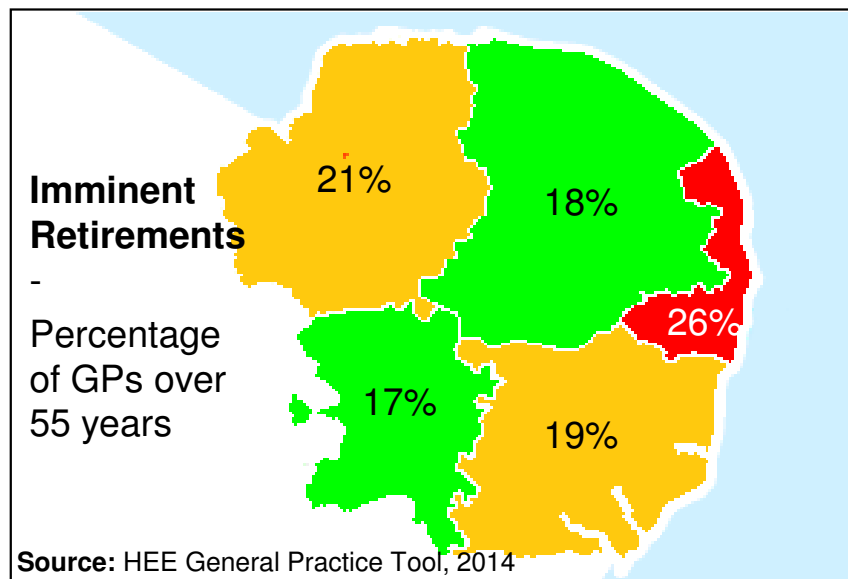 Imminent
Retirements
-
Percentage
of GPs over
55 years
21%
18%
26%
17%
19%
Source: HEE General Practice Tool, 2014